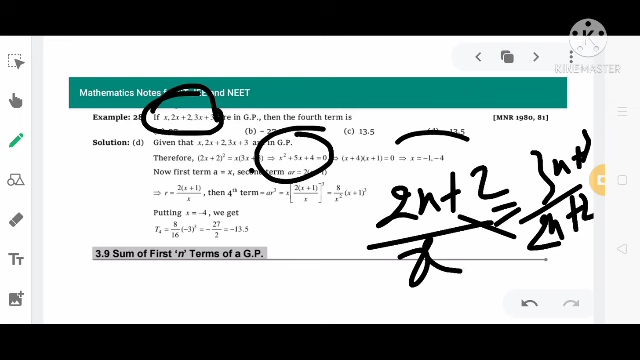 Mathematics Notes for IIT JEE and NEET
MADE WITH
KINEMASTER
Example: 28 If x, 2x + 2, 3x + 3 are in G.P., then the fourth term is [MNR 1980, 81]
(b) – 27 (c) 13.5 (d) –13.5
Solution: (d) Given that x, 2x + 2, 3x + 3 are in G.P.
Therefore, (2x + 2)² = x(3x + 3) ⇒ x² + 5x + 4 = 0 ⇒ (x + 4)(x + 1) = 0 ⇒ x = –1, –4
Now first term a = x, second term ar = 2(x + 1)
⇒ r = 2(x + 1)/x, then 4th term = ar³ = x[2(x + 1)/x]³ = 8/x² (x + 1)³
Putting x = –4, we get
T₄ = 8/16 (–3)³ = –27/2 = –13.5
2x+2/x = 3x+3/2x+2
3.9 Sum of First 'n' Terms of a G.P.
Tт